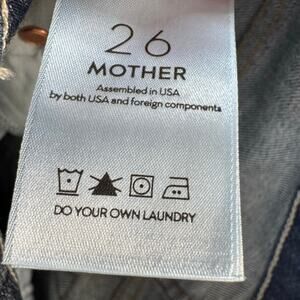 26
MOTHER
Assembled in USA
by both USA and foreign components
DO YOUR OWN LAUNDRY